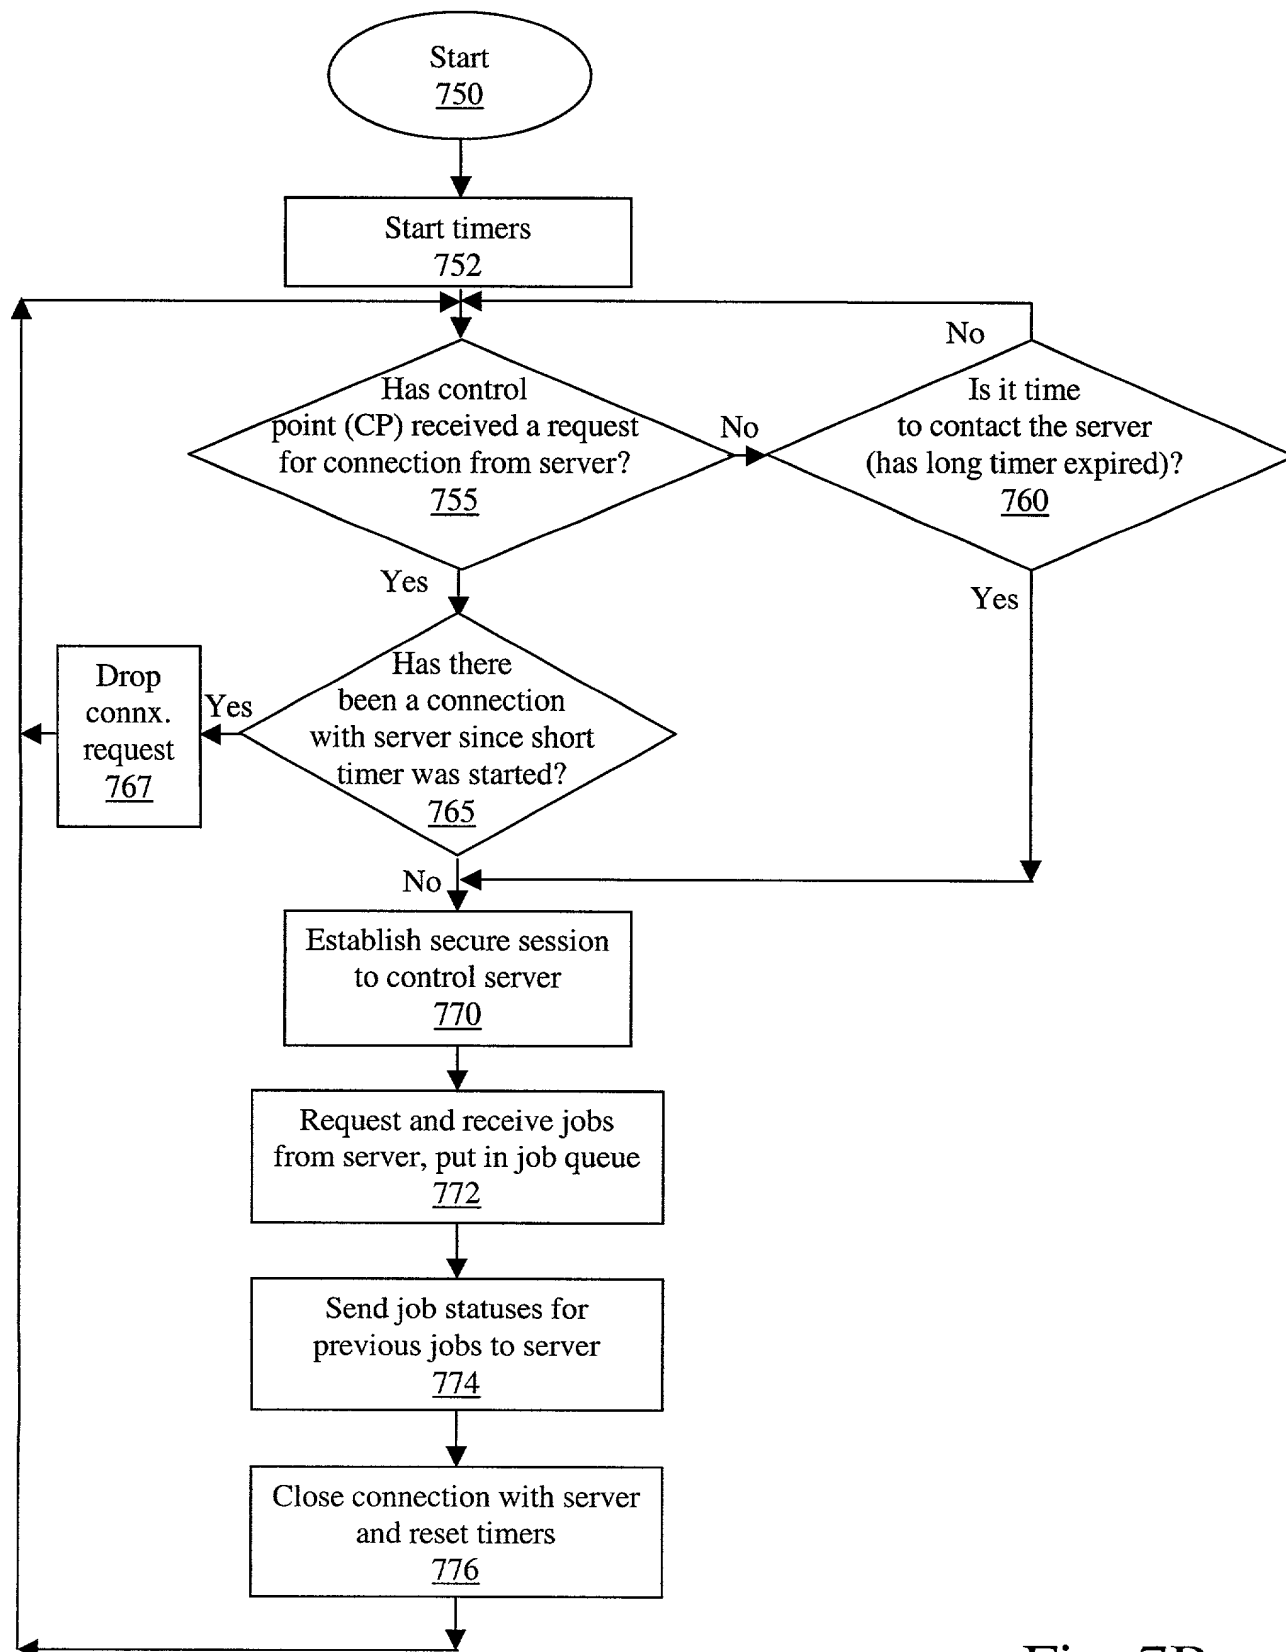 Start
750
Start timers
752
Has control
point (CP) received a request
for connection from server?
755
No
No
Is it time
to contact the server
(has long timer expired)?
760
Yes
Yes
Has there
been a connection
with server since short
timer was started?
765
Yes
Drop
connx.
request
767
No
Establish secure session
to control server
770
Request and receive jobs
from server, put in job queue
772
Send job statuses for
previous jobs to server
774
Close connection with server
and reset timers
776